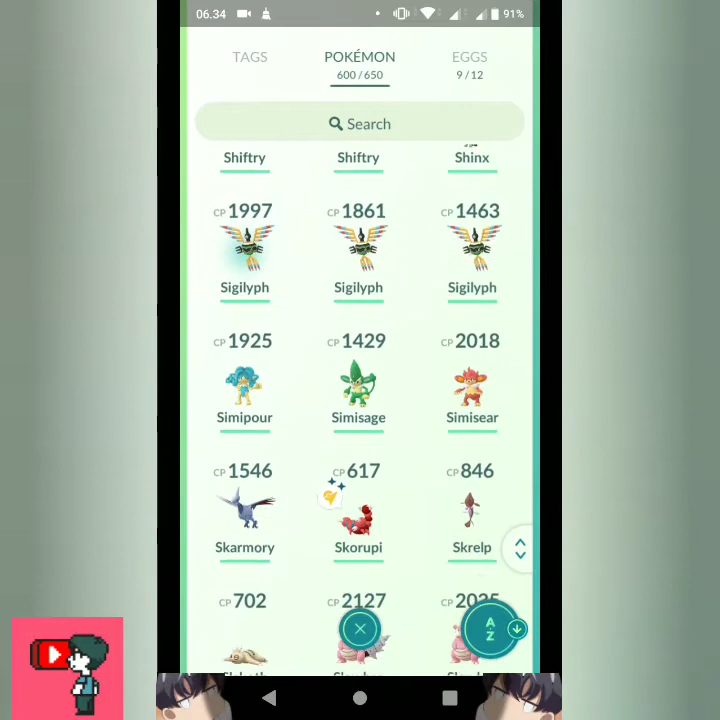 06.34 91%
TAGS POKÉMON EGGS
600 / 650 9 / 12
Search
Shiftry Shiftry Shinx
CP 1997 CP 1861 CP 1463
Sigilyph Sigilyph Sigilyph
CP 1925 CP 1429 CP 2018
Simipour Simisage Simisear
CP 1546 CP 617 CP 846
Skarmory Skorupi Skrelp
CP 702 CP 2127 CP
A Z